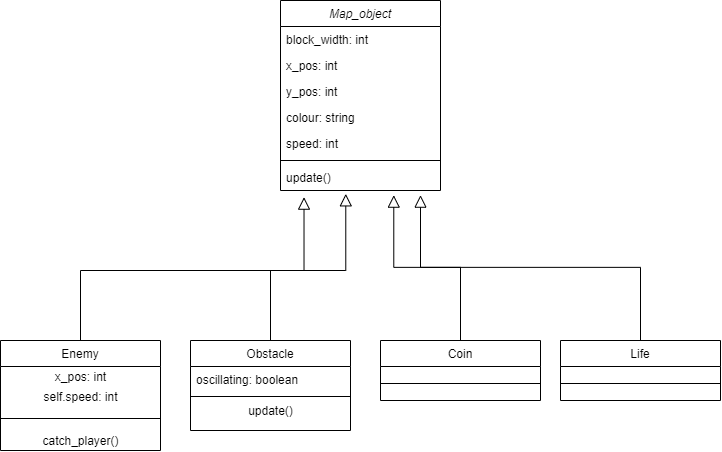 Map_object
block_width: int
x_pos: int
y_pos: int
colour: string
speed: int
update()
Enemy
x_pos: int
self.speed: int
catch_player()
Obstacle
oscillating: boolean
update()
Coin
Life